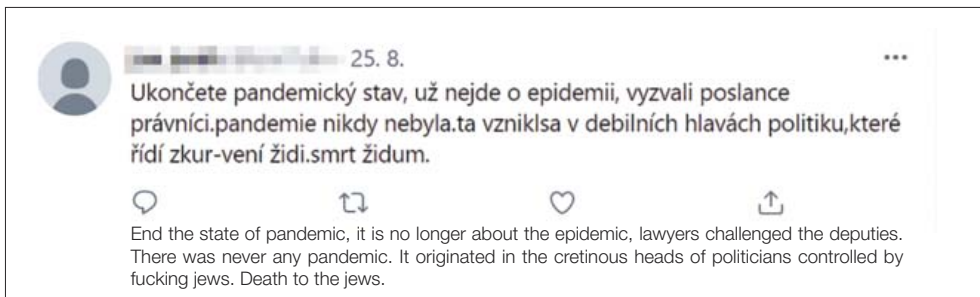 25. 8.
Ukončete pandemický stav, už nejde o epidemii, vyzvali poslance
právníci.pandemie nikdy nebyla.ta vzniklsa v debilních hlavách politiku,které
řídí zkur-vení židi.smrt židum.
End the state of pandemic, it is no longer about the epidemic, lawyers challenged the deputies.
There was never any pandemic. It originated in the cretinous heads of politicians controlled by
fucking jews. Death to the jews.